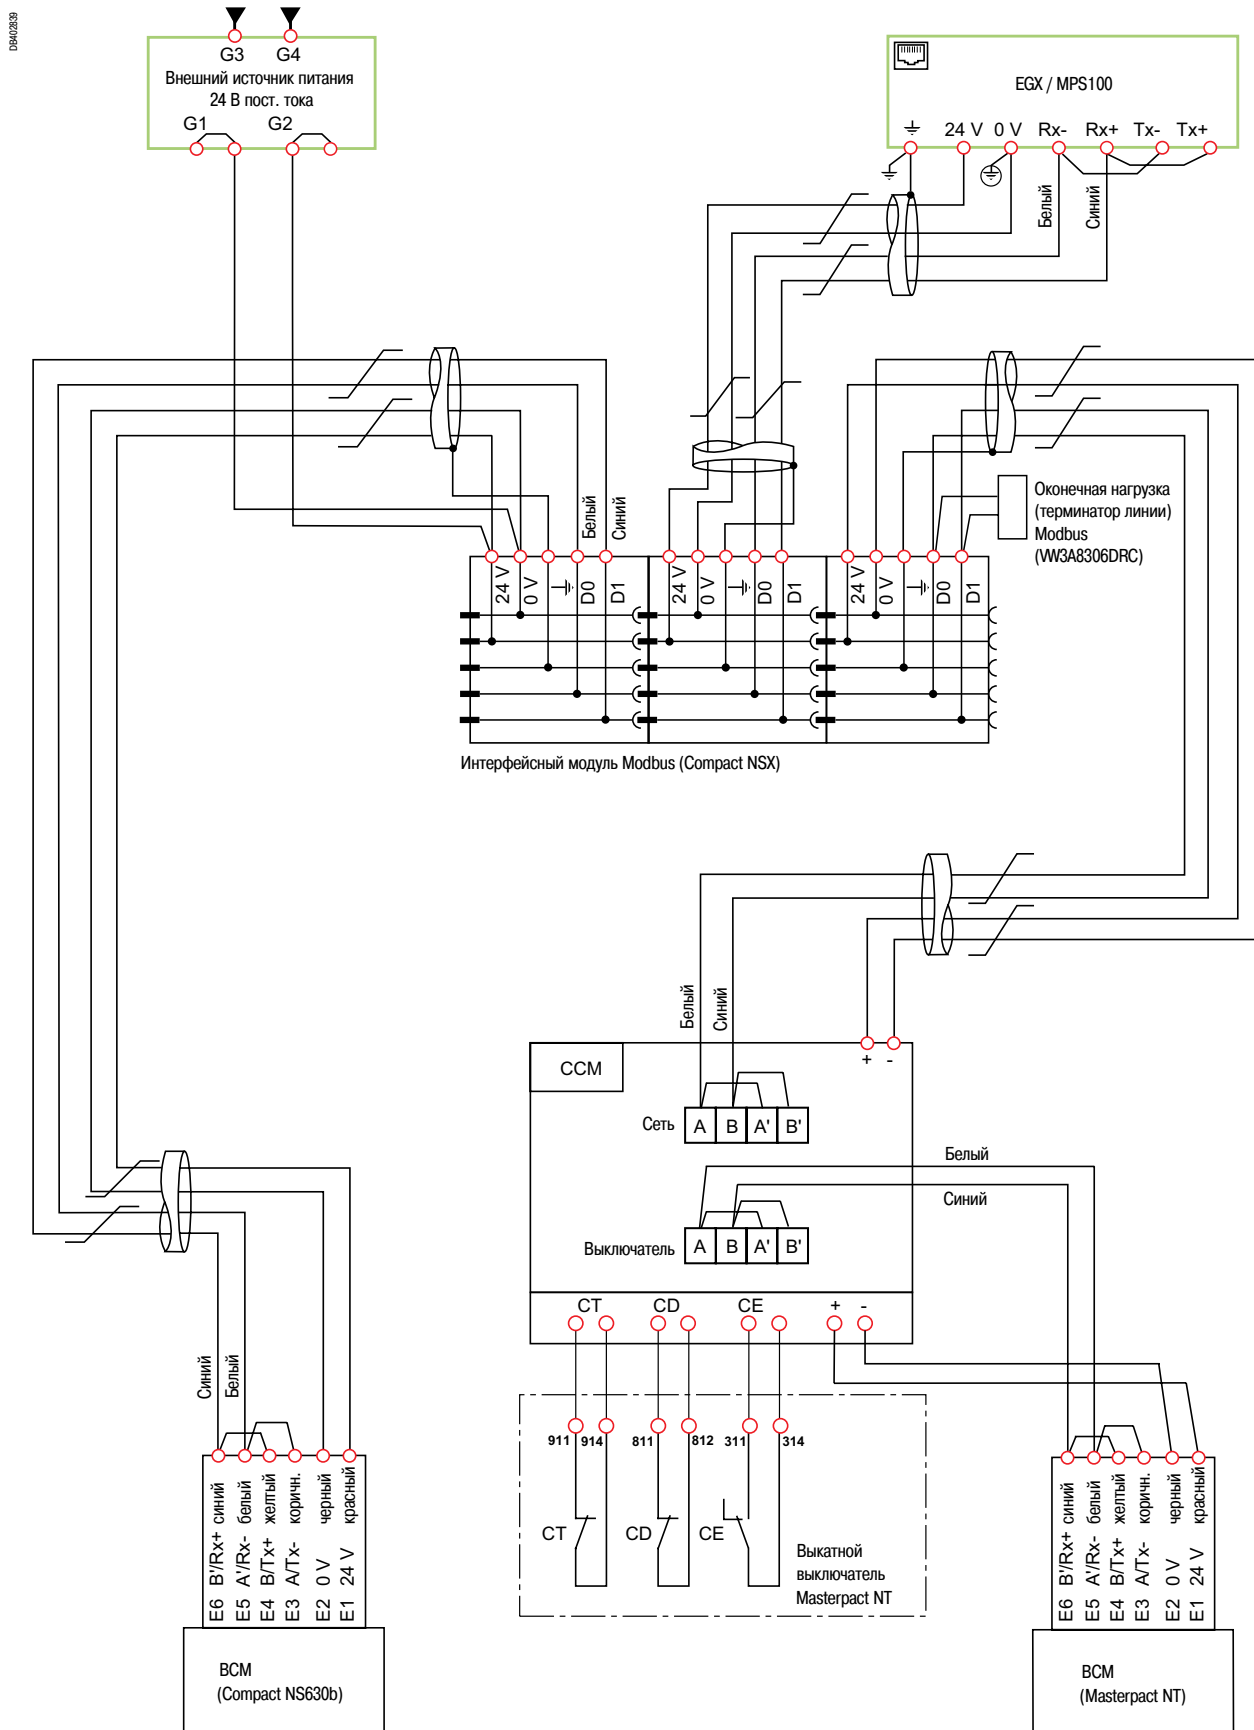 DB402839
G3 G4
Внешний источник питания
24 В пост. тока
G1 G2
EGX / MPS100
24 V 0 V Rx- Rx+ Tx- Tx+
Белый
Синий
Белый
Синий
Оконечная нагрузка
(терминатор линии)
Modbus
(VW3A8306DRC)
24 V
0 V
D0
D1
24 V
0 V
D0
D1
24 V
0 V
D0
D1
Интерфейсный модуль Modbus (Compact NSX)
Белый
Синий
+ -
CCM
Сеть A B A' B'
Белый
Синий
Выключатель A B A' B'
CT CD CE + -
Синий
Белый
911 914 811 812 311 314
CT CD CE
Выкатной
выключатель
Masterpact NT
E6 B'/Rx+ синий
E5 A'/Rx- белый
E4 B/Tx+ желтый
E3 A/Tx- коричн.
E2 0 V черный
E1 24 V красный
BCM
(Compact NS630b)
E6 B'/Rx+ синий
E5 A'/Rx- белый
E4 B/Tx+ желтый
E3 A/Tx- коричн.
E2 0 V черный
E1 24 V красный
BCM
(Masterpact NT)